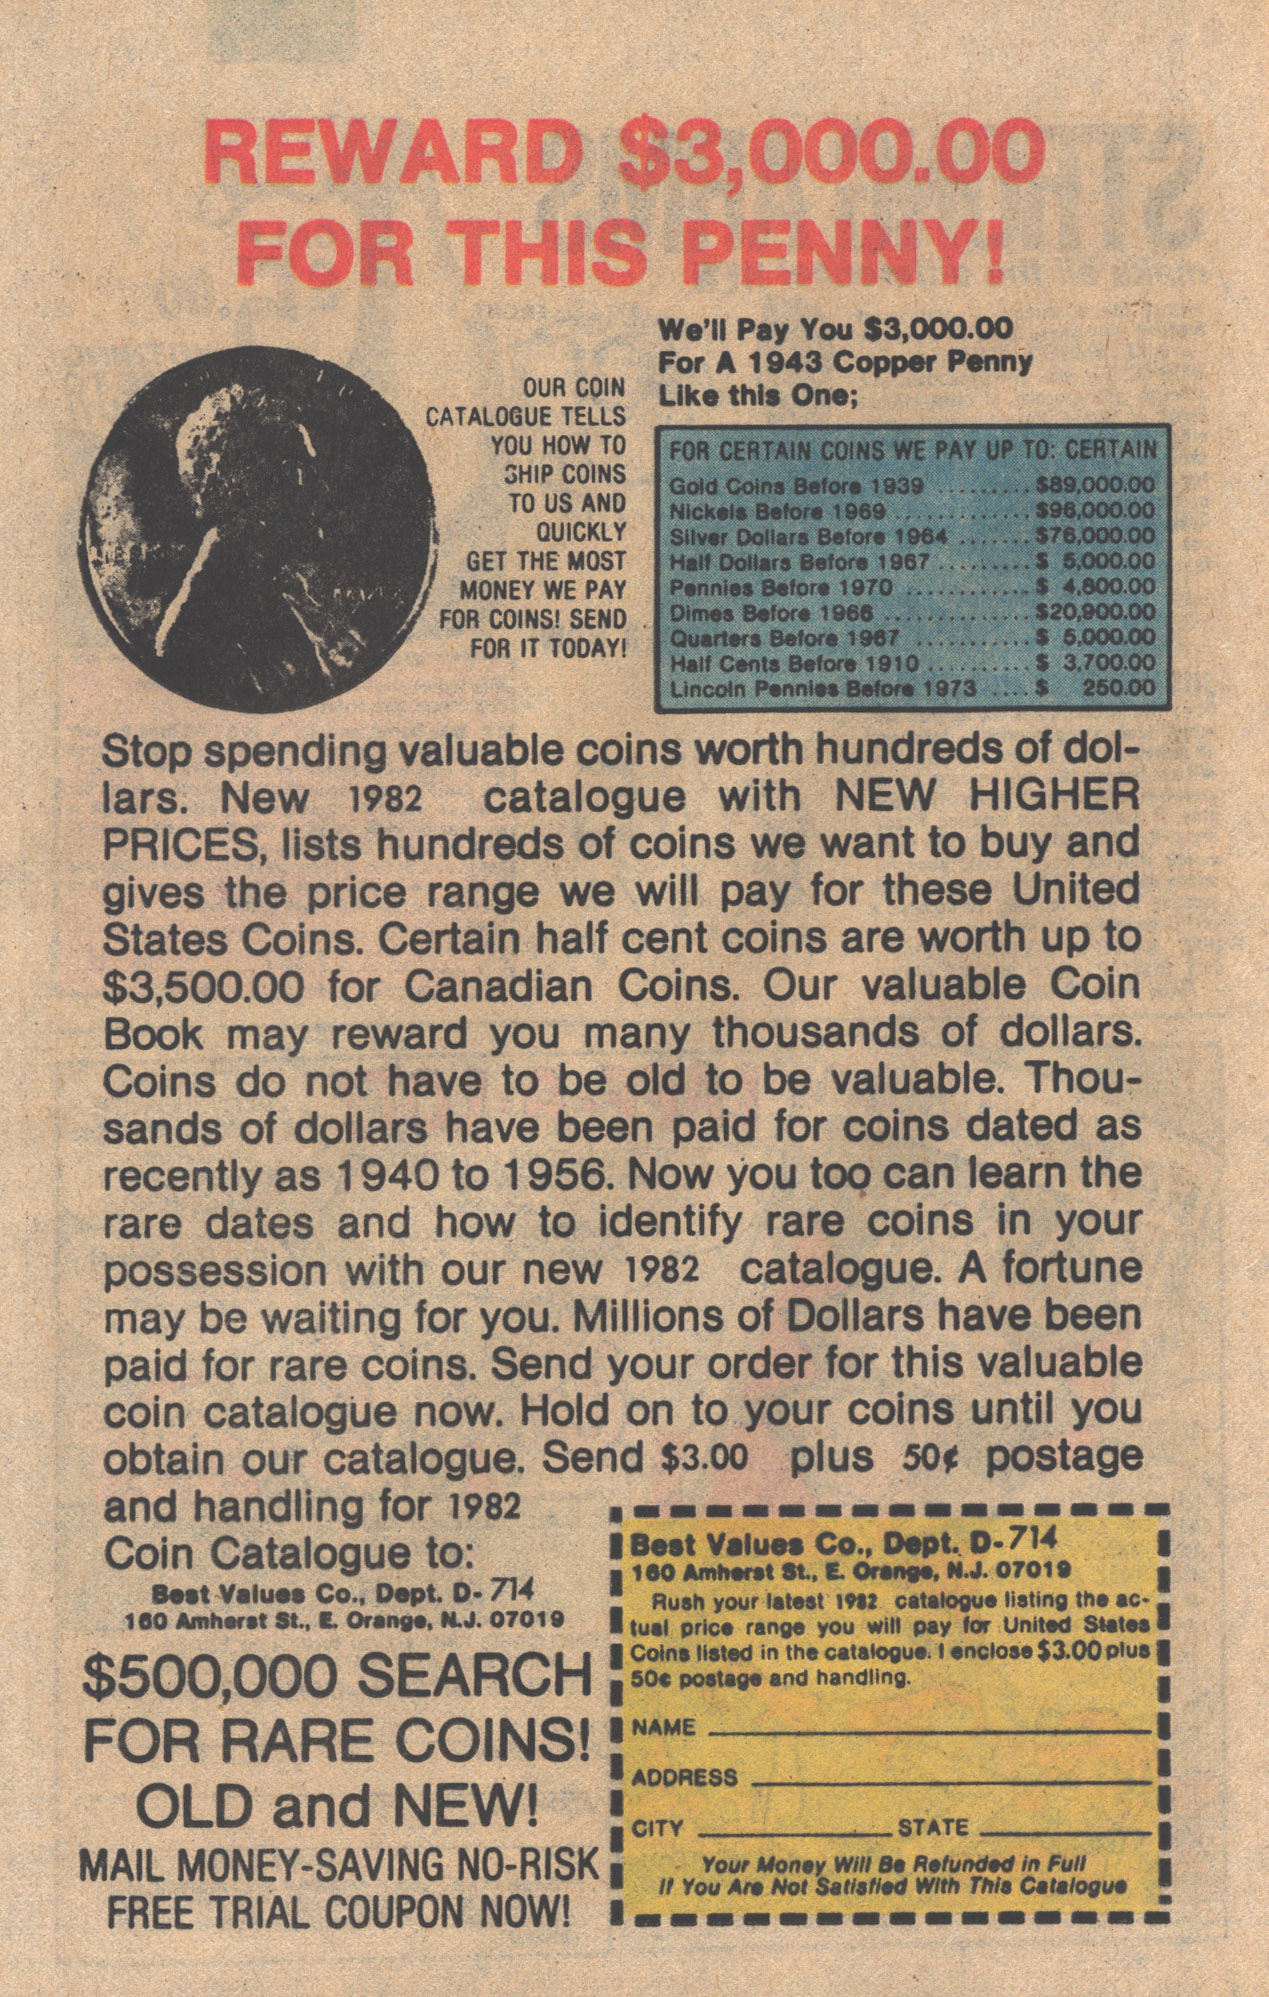 REWARD $3,000.00
FOR THIS PENNY!
We'll Pay You $3,000.00
For A 1943 Copper Penny
Like this One;
OUR COIN
CATALOGUE TELLS
YOU HOW TO
SHIP COINS
TO US AND
QUICKLY
GET THE MOST
MONEY WE PAY
FOR COINS! SEND
FOR IT TODAY!
FOR CERTAIN COINS WE PAY UP TO: CERTAIN
Gold Coins Before 1939 .......... $89,000.00
Nickels Before 1969 ............. $96,000.00
Silver Dollars Before 1964 ....... $76,000.00
Half Dollars Before 1967 ......... $ 5,000.00
Pennies Before 1970 ............ $ 4,800.00
Dimes Before 1966 .............. $20,900.00
Quarters Before 1967 ........... $ 5,000.00
Half Cents Before 1910 .......... $ 3,700.00
Lincoln Pennies Before 1973 .... $ 250.00
Stop spending valuable coins worth hundreds of dol-
lars. New 1982 catalogue with NEW HIGHER
PRICES, lists hundreds of coins we want to buy and
gives the price range we will pay for these United
States Coins. Certain half cent coins are worth up to
$3,500.00 for Canadian Coins. Our valuable Coin
Book may reward you many thousands of dollars.
Coins do not have to be old to be valuable. Thou-
sands of dollars have been paid for coins dated as
recently as 1940 to 1956. Now you too can learn the
rare dates and how to identify rare coins in your
possession with our new 1982 catalogue. A fortune
may be waiting for you. Millions of Dollars have been
paid for rare coins. Send your order for this valuable
coin catalogue now. Hold on to your coins until you
obtain our catalogue. Send $3.00 plus 50¢ postage
and handling for 1982
Coin Catalogue to:
Best Values Co., Dept. D-714
160 Amherst St., E. Orange, N.J. 07019
$500,000 SEARCH
FOR RARE COINS!
OLD and NEW!
MAIL MONEY-SAVING NO-RISK
FREE TRIAL COUPON NOW!
Best Values Co., Dept. D-714
160 Amherst St., E. Orange, N.J. 07019
Rush your latest 1982 catalogue listing the ac-
tual price range you will pay for United States
Coins listed in the catalogue. I enclose $3.00 plus
50¢ postage and handling.
NAME
ADDRESS
CITY STATE
Your Money Will Be Refunded in Full
If You Are Not Satisfied With This Catalogue